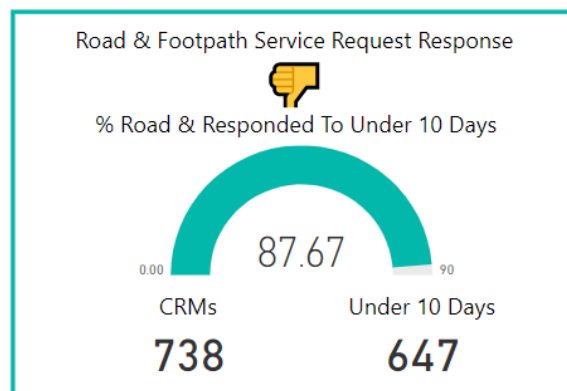 Road & Footpath Service Request Response
% Road & Responded To Under 10 Days
87.67
0.00 90
CRMs Under 10 Days
738 647